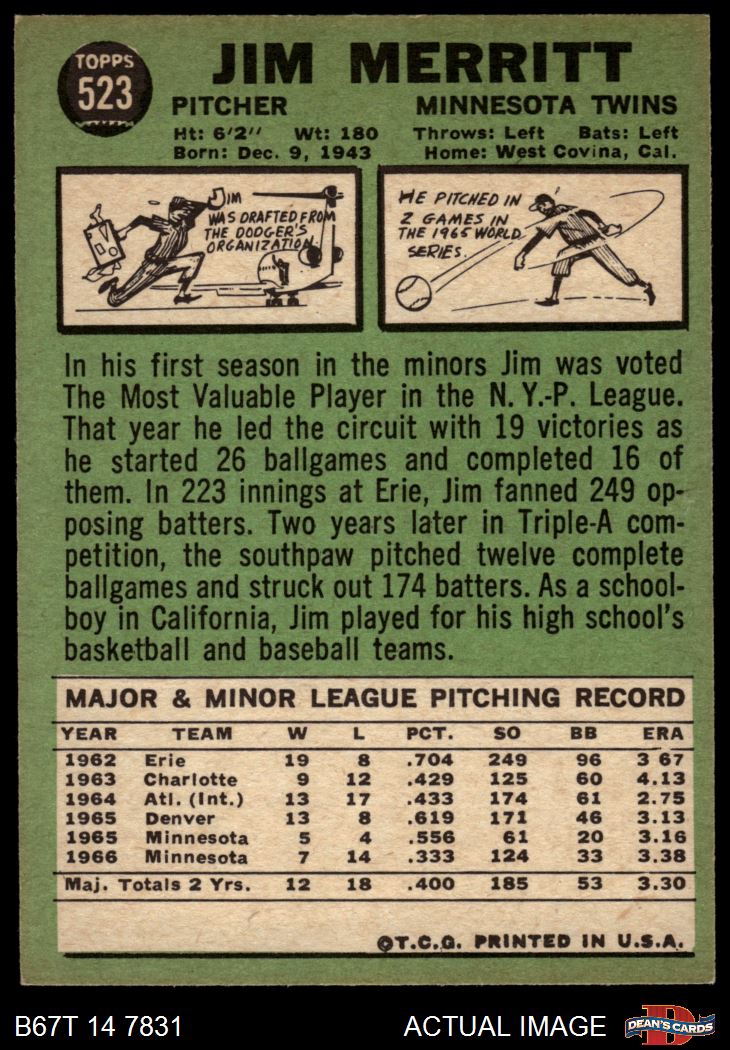 TOPPS
523
JIM MERRITT
PITCHER MINNESOTA TWINS
Ht: 6'2" Wt: 180 Throws: Left Bats: Left
Born: Dec. 9, 1943 Home: West Covina, Cal.
JIM
WAS DRAFTED FROM
THE DODGER'S
ORGANIZATION.
HE PITCHED IN
2 GAMES IN
THE 1965 WORLD
SERIES.
In his first season in the minors Jim was voted
The Most Valuable Player in the N. Y.-P. League.
That year he led the circuit with 19 victories as
he started 26 ballgames and completed 16 of
them. In 223 innings at Erie, Jim fanned 249 op-
posing batters. Two years later in Triple-A com-
petition, the southpaw pitched twelve complete
ballgames and struck out 174 batters. As a school-
boy in California, Jim played for his high school's
basketball and baseball teams.
MAJOR & MINOR LEAGUE PITCHING RECORD
YEAR TEAM W L PCT. SO BB ERA
1962 Erie 19 8 .704 249 96 3 67
1963 Charlotte 9 12 .429 125 60 4.13
1964 Atl. (Int.) 13 17 .433 174 61 2.75
1965 Denver 13 8 .619 171 46 3.13
1965 Minnesota 5 4 .556 61 20 3.16
1966 Minnesota 7 14 .333 124 33 3.38
Maj. Totals 2 Yrs. 12 18 .400 185 53 3.30
©T.C.G. PRINTED IN U.S.A.
B67T 14 7831 ACTUAL IMAGE D DEAN'S CARDS